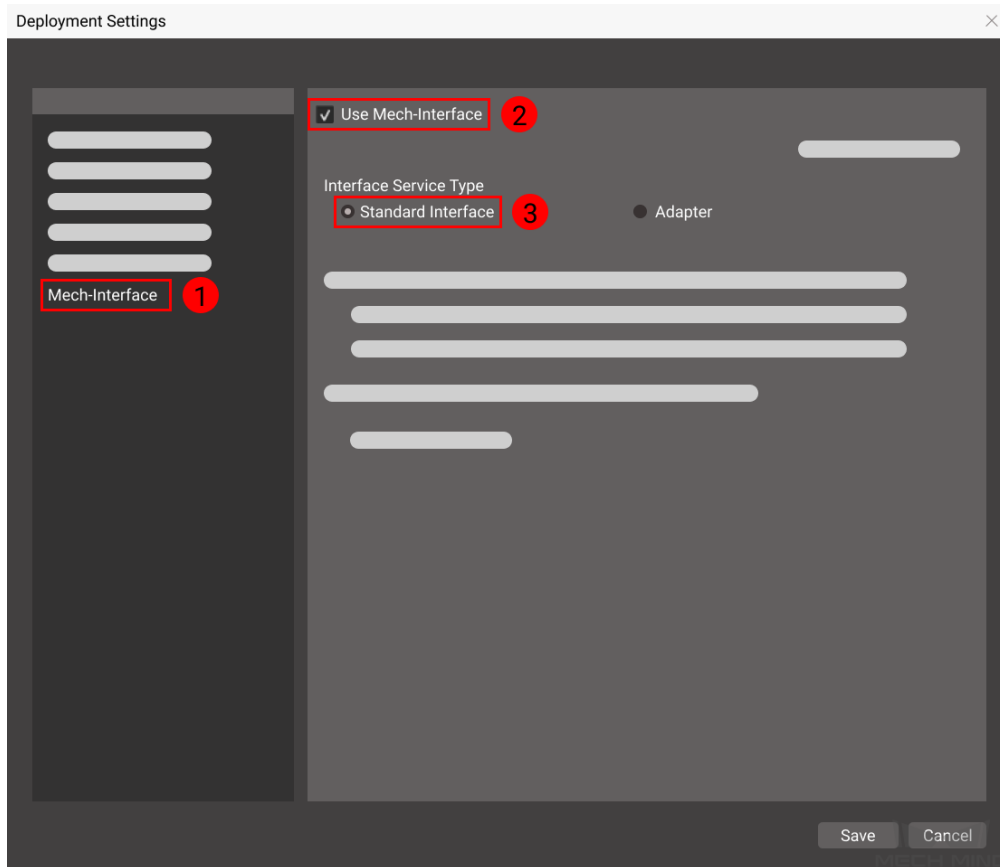 Deployment Settings
Use Mech-Interface 2
Interface Service Type
Standard Interface 3 Adapter
Mech-Interface 1
Save Cancel